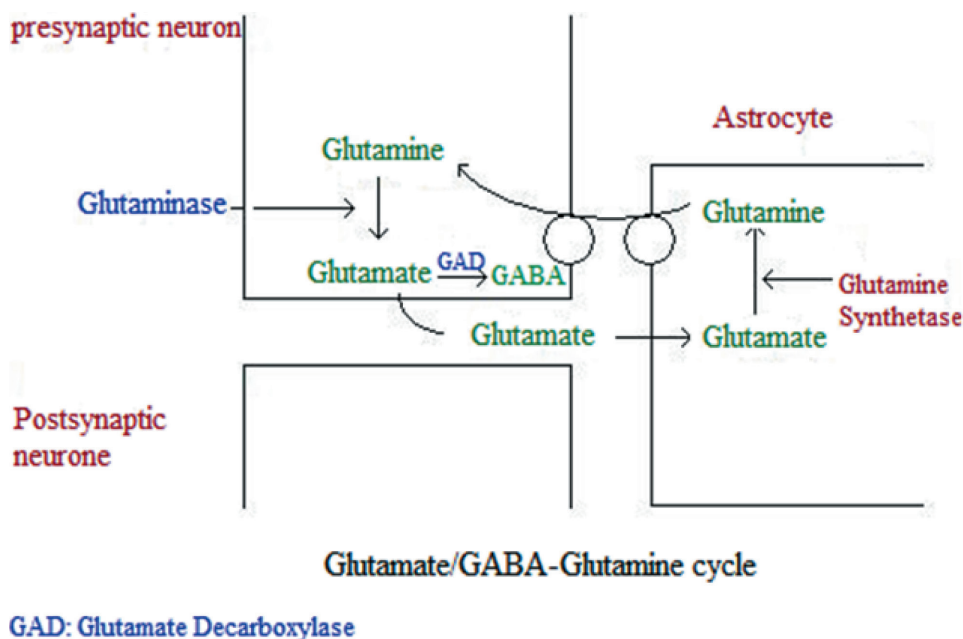 presynaptic neuron
Astrocyte
Glutamine
Glutaminase
Glutamine
GAD
Glutamate
GABA
Glutamine
Synthetase
Glutamate
Glutamate
Postsynaptic
neurone
Glutamate/GABA-Glutamine cycle
GAD: Glutamate Decarboxylase